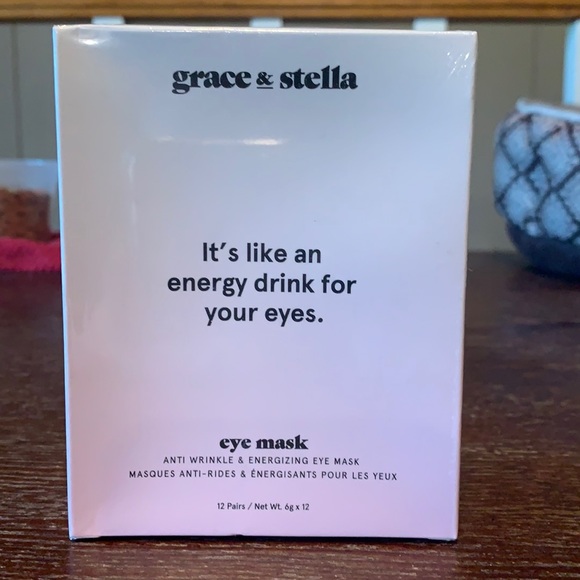 grace & stella
It's like an
energy drink for
your eyes.
eye mask
ANTI WRINKLE & ENERGIZING EYE MASK
MASQUES ANTI-RIDES & ÉNERGISANTS POUR LES YEUX
12 Pairs / Net Wt. 6g x 12